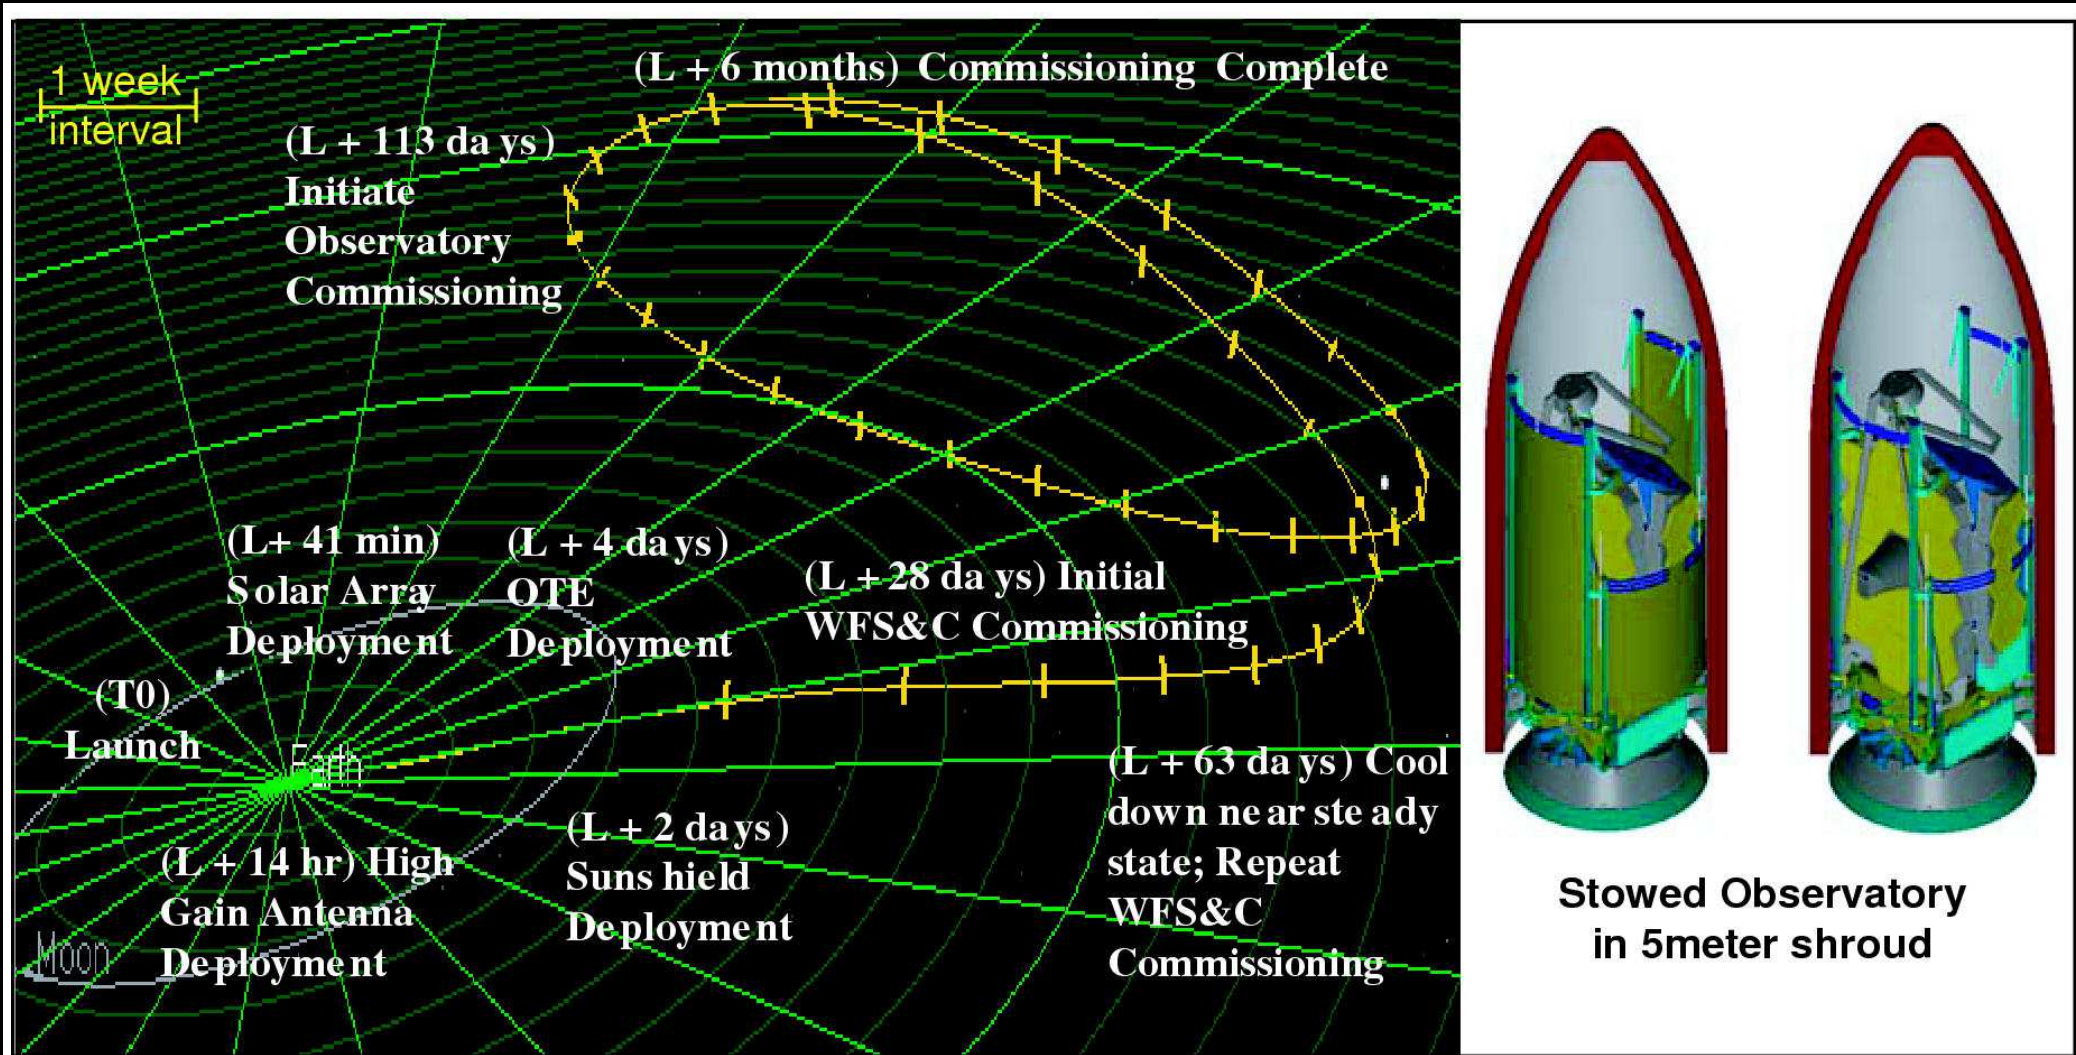 1 week
interval
(L + 6 months) Commissioning Complete
(L + 113 days)
Initiate
Observatory
Commissioning
(L+ 41 min)
Solar Array
Deployment
(L + 4 days)
OTE
Deployment
(L + 28 days) Initial
WFS&C Commissioning
(T0)
Launch
Earth
(L + 14 hr) High
Gain Antenna
Deployment
Moon
(L + 2 days)
Sunshield
Deployment
(L + 63 days) Cool
down near steady
state; Repeat
WFS&C
Commissioning
Stowed Observatory
in 5meter shroud